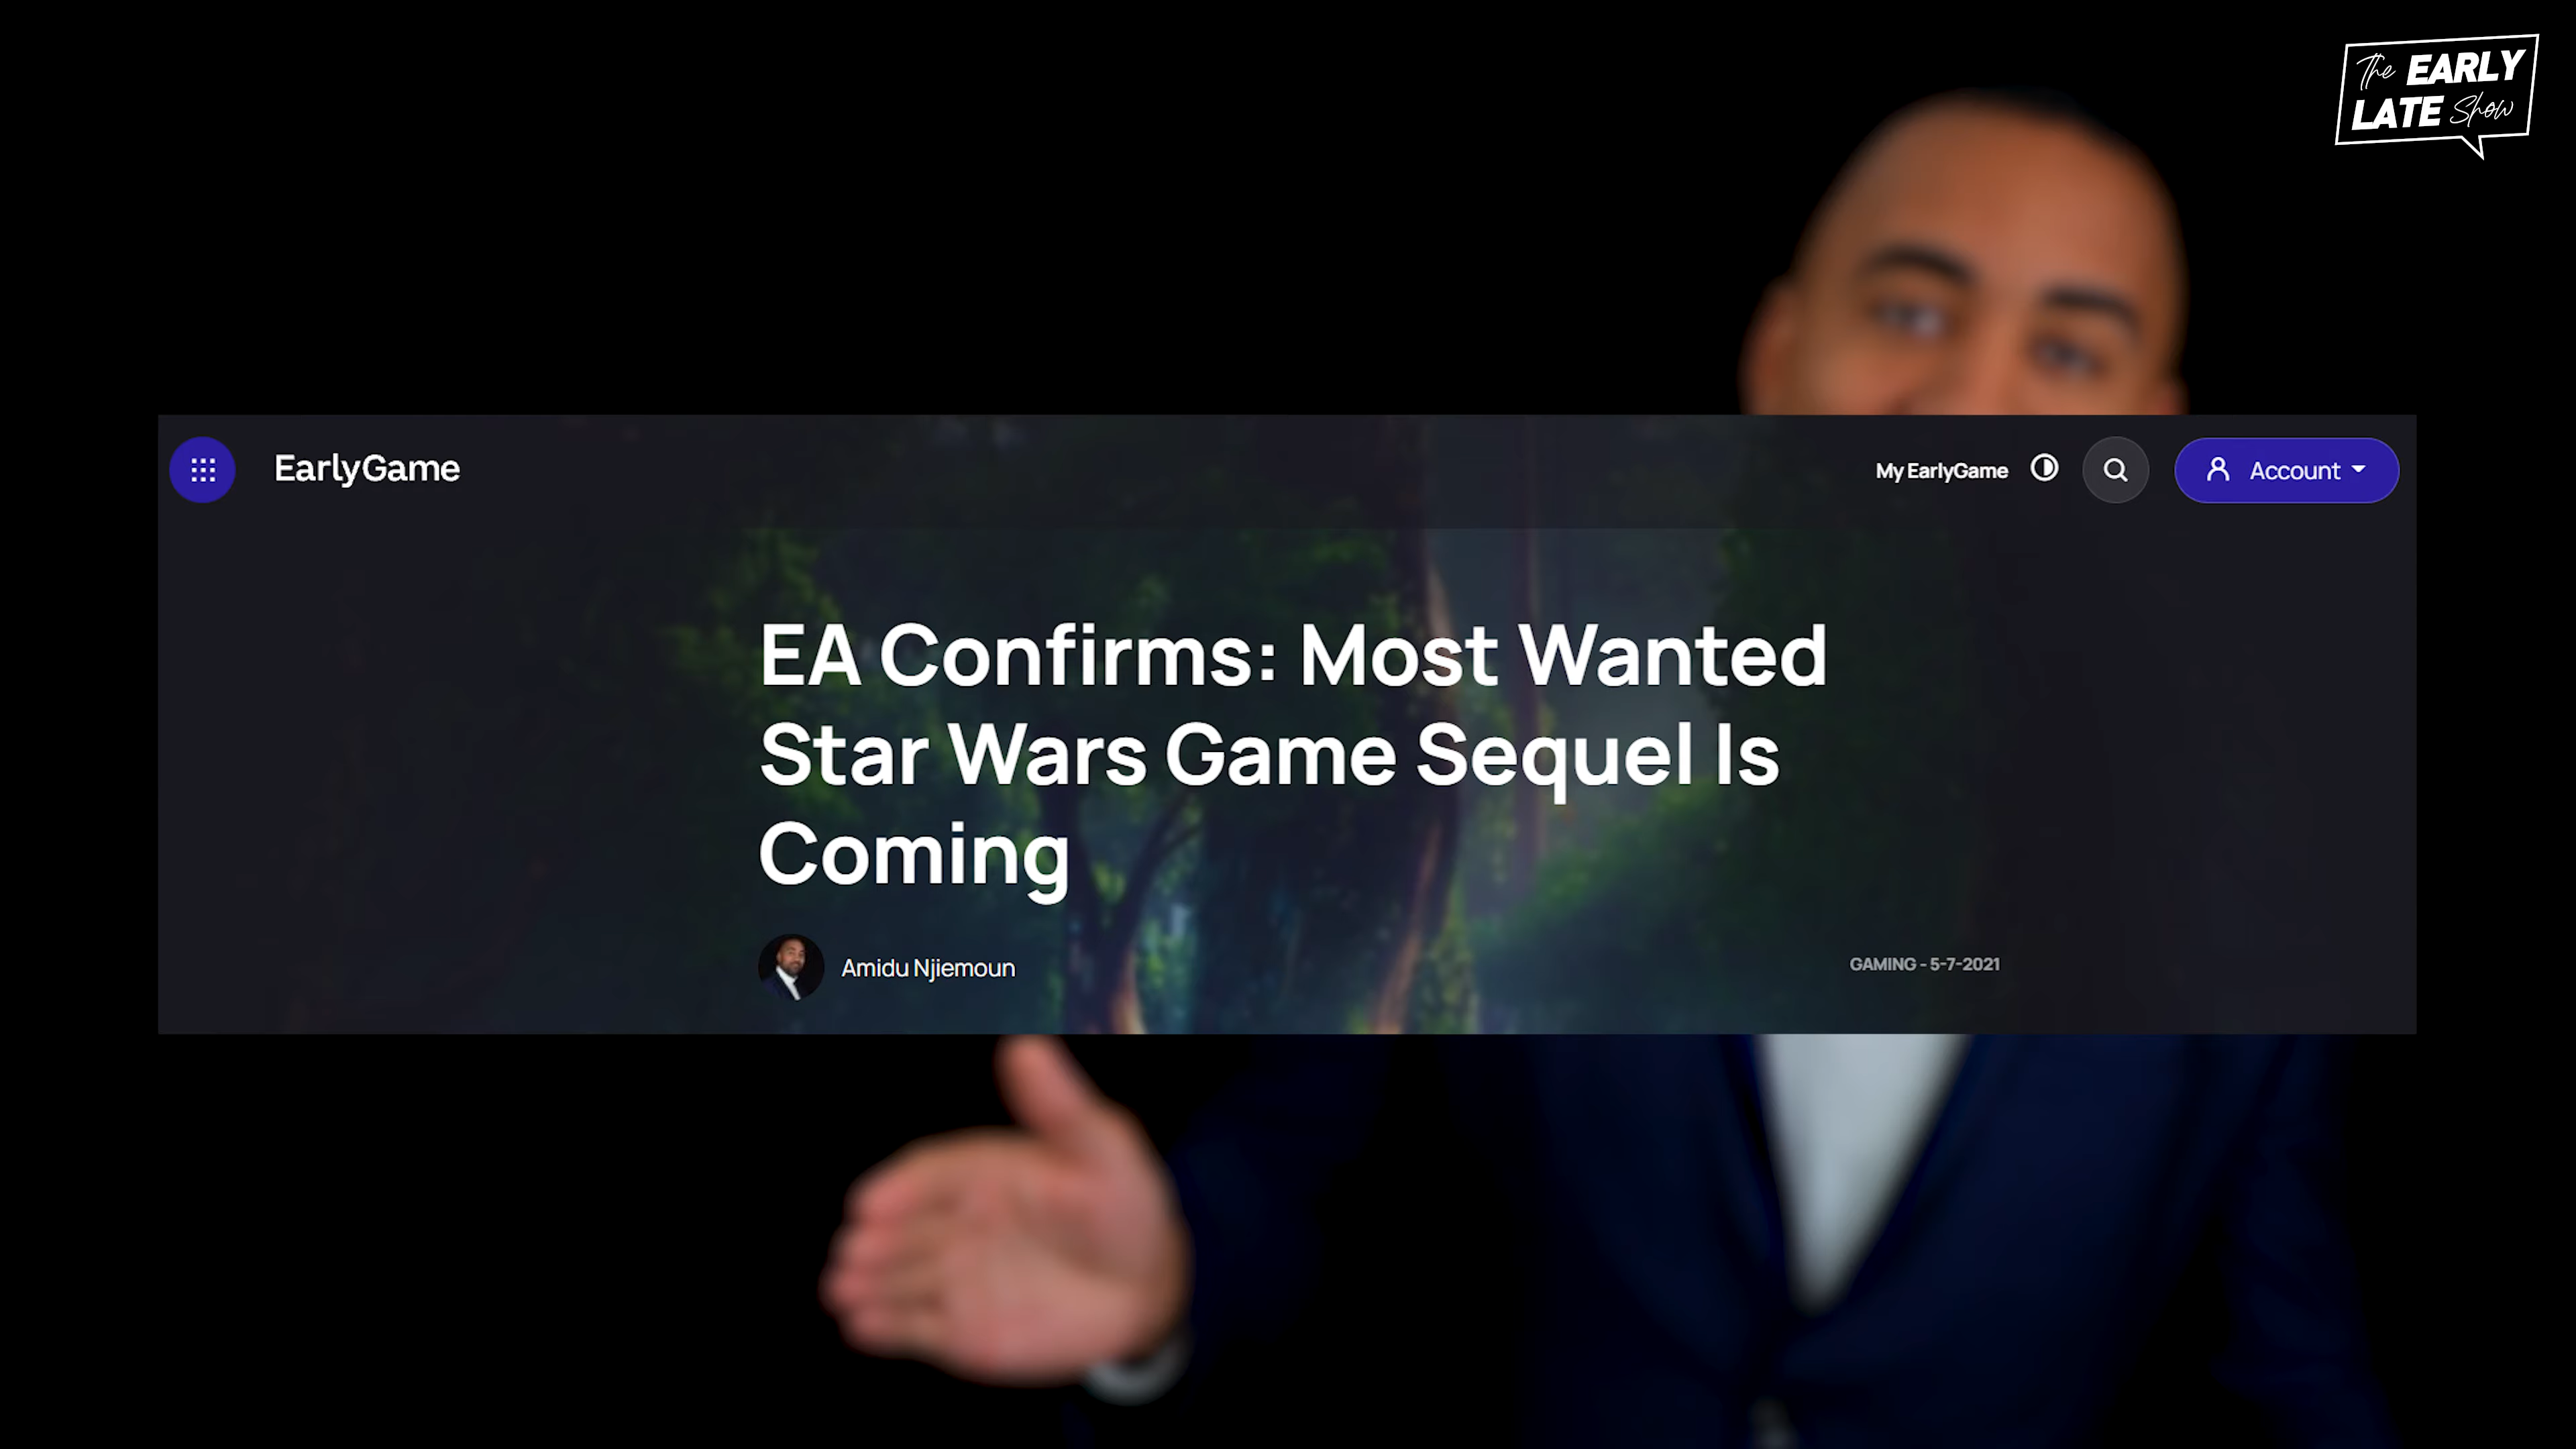 The EARLY
LATE Show
EarlyGame
My EarlyGame
Account
EA Confirms: Most Wanted
Star Wars Game Sequel Is
Coming
Amidu Njiemoun
GAMING - 5-7-2021